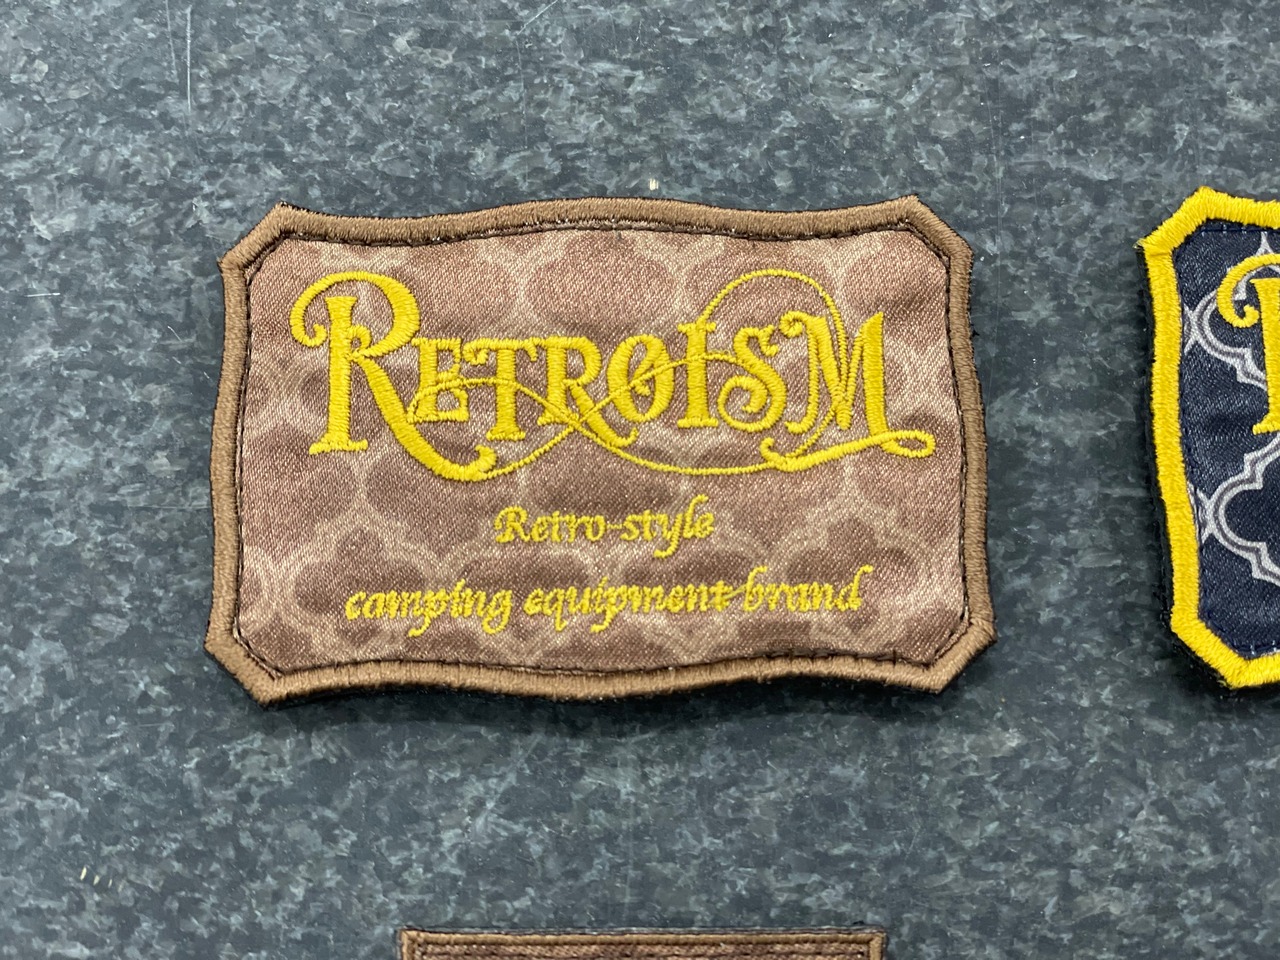 RETROISM
Retro-style
camping equipment brand